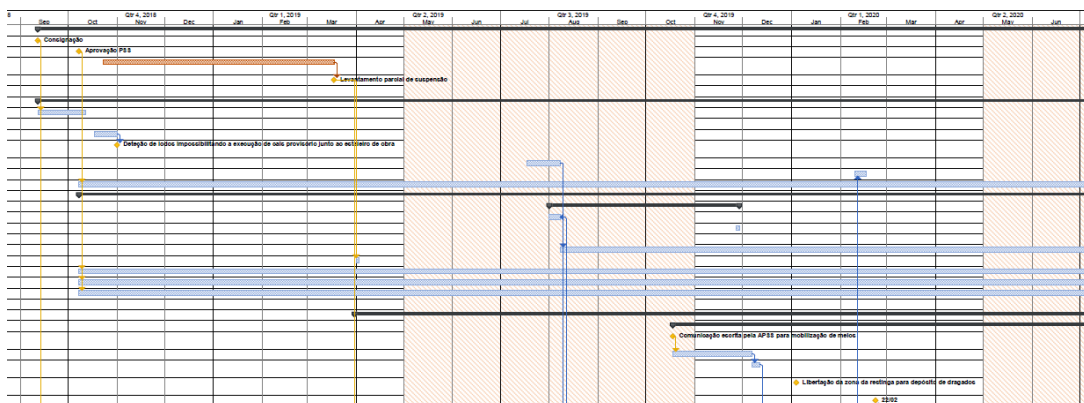 8 Qtr 4, 2018 Qtr 1, 2019 Qtr 2, 2019 Qtr 3, 2019 Qtr 4, 2019 Qtr 1, 2020 Qtr 2, 2020
Sep Oct Nov Dec Jan Feb Mar Apr May Jun Jul Aug Sep Oct Nov Dec Jan Feb Mar Apr May Jun
Consignação
Aprovação PSS
Levantamento parcial de suspensão
Deteção de lodos impossibilitando a execução de cais provisório junto ao estaleiro de obra
Comunicação escrita pela APSS para mobilização de meios
Libertação da zona da restinga para depósito de dragados
22/02